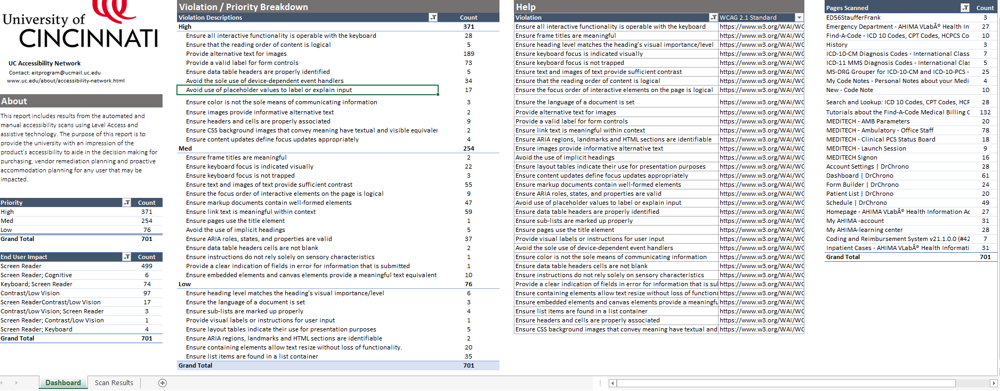 University of
CINCINNATI
UC Accessibility Network
Contact: eitprogram@ucmail.uc.edu
www.uc.edu/about/accessibility-network.html
About
This report includes results from the automated and
manual accessibility scans using Level Access and
assistive technology. The purpose of this report is to
provide the university with an impression of the
product's accessibility to aide in the decision making for
purchasing, vendor remediation planning and proactive
accommodation planning for any user that may be
impacted.
Priority Count
High 371
Med 254
Low 76
Grand Total 701
End User Impact Count
Screen Reader 499
Screen Reader; Cognitive 6
Keyboard; Screen Reader 74
Contrast/Low Vision 97
Screen ReaderContrast/Low Vision 17
Contrast/Low Vision; Screen Reader 3
Screen Reader; Contrast/Low Vision 1
Screen Reader; Keyboard 4
Grand Total 701
Violation / Priority Breakdown
Violation Descriptions Count
High 371
Ensure all interactive functionality is operable with the keyboard 28
Ensure that the reading order of content is logical 5
Provide alternative text for images 189
Provide a valid label for form controls 73
Ensure data table headers are properly identified 5
Avoid the sole use of device-dependent event handlers 34
Avoid use of placeholder values to label or explain input 17
Ensure color is not the sole means of communicating information 3
Ensure images provide informative alternative text 2
Ensure headers and cells are properly associated 9
Ensure CSS background images that convey meaning have textual and visible equivaler 2
Ensure content updates define focus updates appropriately 4
Med 254
Ensure frame titles are meaningful 2
Ensure keyboard focus is indicated visually 22
Ensure keyboard focus is not trapped 3
Ensure text and images of text provide sufficient contrast 55
Ensure the focus order of interactive elements on the page is logical 9
Ensure markup documents contain well-formed elements 47
Ensure link text is meaningful within context 59
Ensure pages use the title element 1
Avoid the use of implicit headings 5
Ensure ARIA roles, states, and properties are valid 37
Ensure data table headers cells are not blank 2
Ensure instructions do not rely solely on sensory characteristics 1
Provide a clear indication of fields in error for information that is submitted 1
Ensure embedded elements and canvas elements provide a meaningful text equivalent 10
Low 76
Ensure heading level matches the heading's visual importance/level 6
Ensure the language of a document is set 3
Ensure sub-lists are marked up properly 4
Provide visual labels or instructions for user input 1
Ensure layout tables indicate their use for presentation purposes 5
Ensure ARIA regions, landmarks and HTML sections are identifiable 2
Ensure containing elements allow text resize without loss of functionality. 20
Ensure list items are found in a list container 35
Grand Total 701
Help
Violation WCAG 2.1 Standard
Ensure all interactive functionality is operable with the keyboard https://www.w3.org/WAI/WC
Ensure frame titles are meaningful https://www.w3.org/WAI/WC
Ensure heading level matches the heading's visual importance/level https://www.w3.org/WAI/WC
Ensure keyboard focus is indicated visually https://www.w3.org/WAI/WC
Ensure keyboard focus is not trapped https://www.w3.org/WAI/WC
Ensure text and images of text provide sufficient contrast https://www.w3.org/WAI/WC
Ensure that the reading order of content is logical https://www.w3.org/WAI/WC
Ensure the focus order of interactive elements on the page is logical https://www.w3.org/WAI/WC
Ensure the language of a document is set https://www.w3.org/WAI/WC
Provide alternative text for images https://www.w3.org/WAI/WC
Provide a valid label for form controls https://www.w3.org/WAI/WC
Ensure link text is meaningful within context https://www.w3.org/WAI/WC
Ensure ARIA regions, landmarks and HTML sections are identifiable https://www.w3.org/WAI/WC
Ensure images provide informative alternative text https://www.w3.org/WAI/WC
Avoid the use of implicit headings https://www.w3.org/WAI/WC
Ensure layout tables indicate their use for presentation purposes https://www.w3.org/WAI/WC
Ensure content updates define focus updates appropriately https://www.w3.org/WAI/WC
Ensure markup documents contain well-formed elements https://www.w3.org/WAI/WC
Ensure ARIA roles, states, and properties are valid https://www.w3.org/WAI/WC
Avoid use of placeholder values to label or explain input https://www.w3.org/WAI/WC
Ensure data table headers are properly identified https://www.w3.org/WAI/WC
Ensure sub-lists are marked up properly https://www.w3.org/WAI/WC
Ensure pages use the title element https://www.w3.org/WAI/WC
Provide visual labels or instructions for user input https://www.w3.org/WAI/WC
Avoid the sole use of device-dependent event handlers https://www.w3.org/WAI/WC
Ensure color is not the sole means of communicating information https://www.w3.org/WAI/WC
Ensure data table headers cells are not blank https://www.w3.org/WAI/WC
Ensure instructions do not rely solely on sensory characteristics https://www.w3.org/WAI/WC
Provide a clear indication of fields in error for information that is sul https://www.w3.org/WAI/WC
Ensure containing elements allow text resize without loss of functiona https://www.w3.org/WAI/WC
Ensure embedded elements and canvas elements provide a meaningfu https://www.w3.org/WAI/WC
Ensure list items are found in a list container https://www.w3.org/WAI/WC
Ensure headers and cells are properly associated https://www.w3.org/WAI/WC
Ensure CSS background images that convey meaning have textual and https://www.w3.org/WAI/WC
Pages Scanned Count
ED56StaufferFrank 3
Emergency Department - AHIMA VLabÂ® Health In 27
Find-A-Code - ICD 10 Codes, CPT Codes, HCPCS Co 10
History 3
ICD-10-CM Diagnosis Codes - International Class 7
ICD-11 MMS Diagnosis Codes - International Clas 5
MS-DRG Grouper for ICD-10-CM and ICD-10-PCS - 25
My Code Notes - Personal Notes about your Medi 4
New - Code Note 10
Search and Lookup: ICD 10 Codes, CPT Codes, HCF 28
Tutorials about the Find-A-Code Medical Billing C 132
MEDITECH - AMB Parameters 20
MEDITECH - Ambulatory - Office Staff 78
MEDITECH - Clinical PCS Status Board 18
MEDITECH - Launch Session 9
MEDITECH Signon 16
Account Settings | DrChrono 28
Dashboard | DrChrono 61
Form Builder | DrChrono 24
Patient List | DrChrono 20
Schedule | DrChrono 49
Homepage - AHIMA VLabÂ® Health Information Ac 27
My AHIMA -account 31
My AHIMA-learning center 28
Coding and Reimbursement System v21.1.0.0 (#42 7
Inpatient Cases - AHIMA VLabÂ® Health Informati 31
Grand Total 701
Dashboard Scan Results